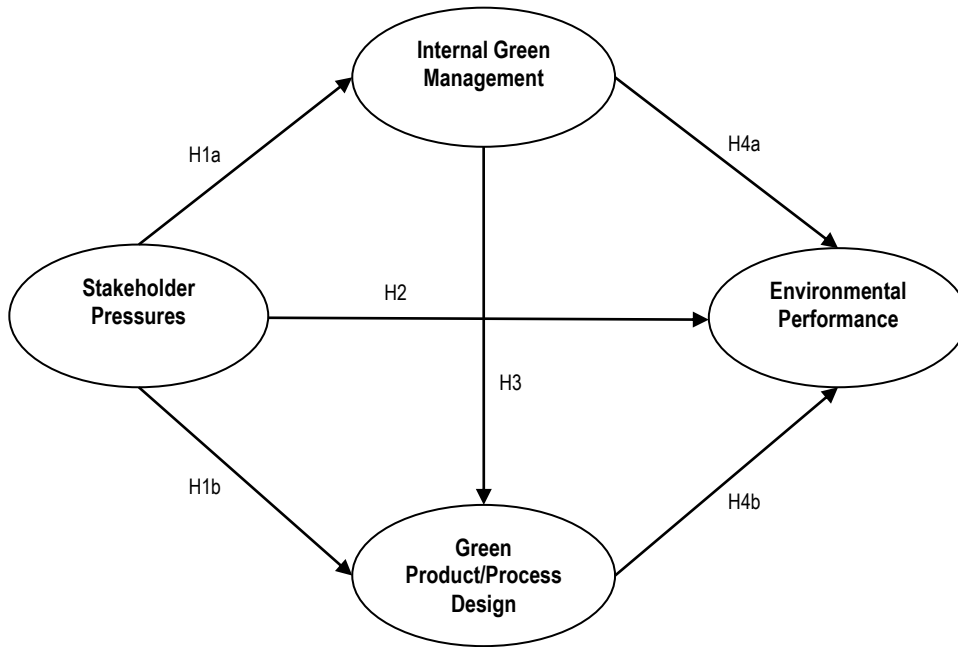 Internal Green
Management
H1a
H4a
Stakeholder
Pressures
H2
Environmental
Performance
H3
H1b
H4b
Green
Product/Process
Design